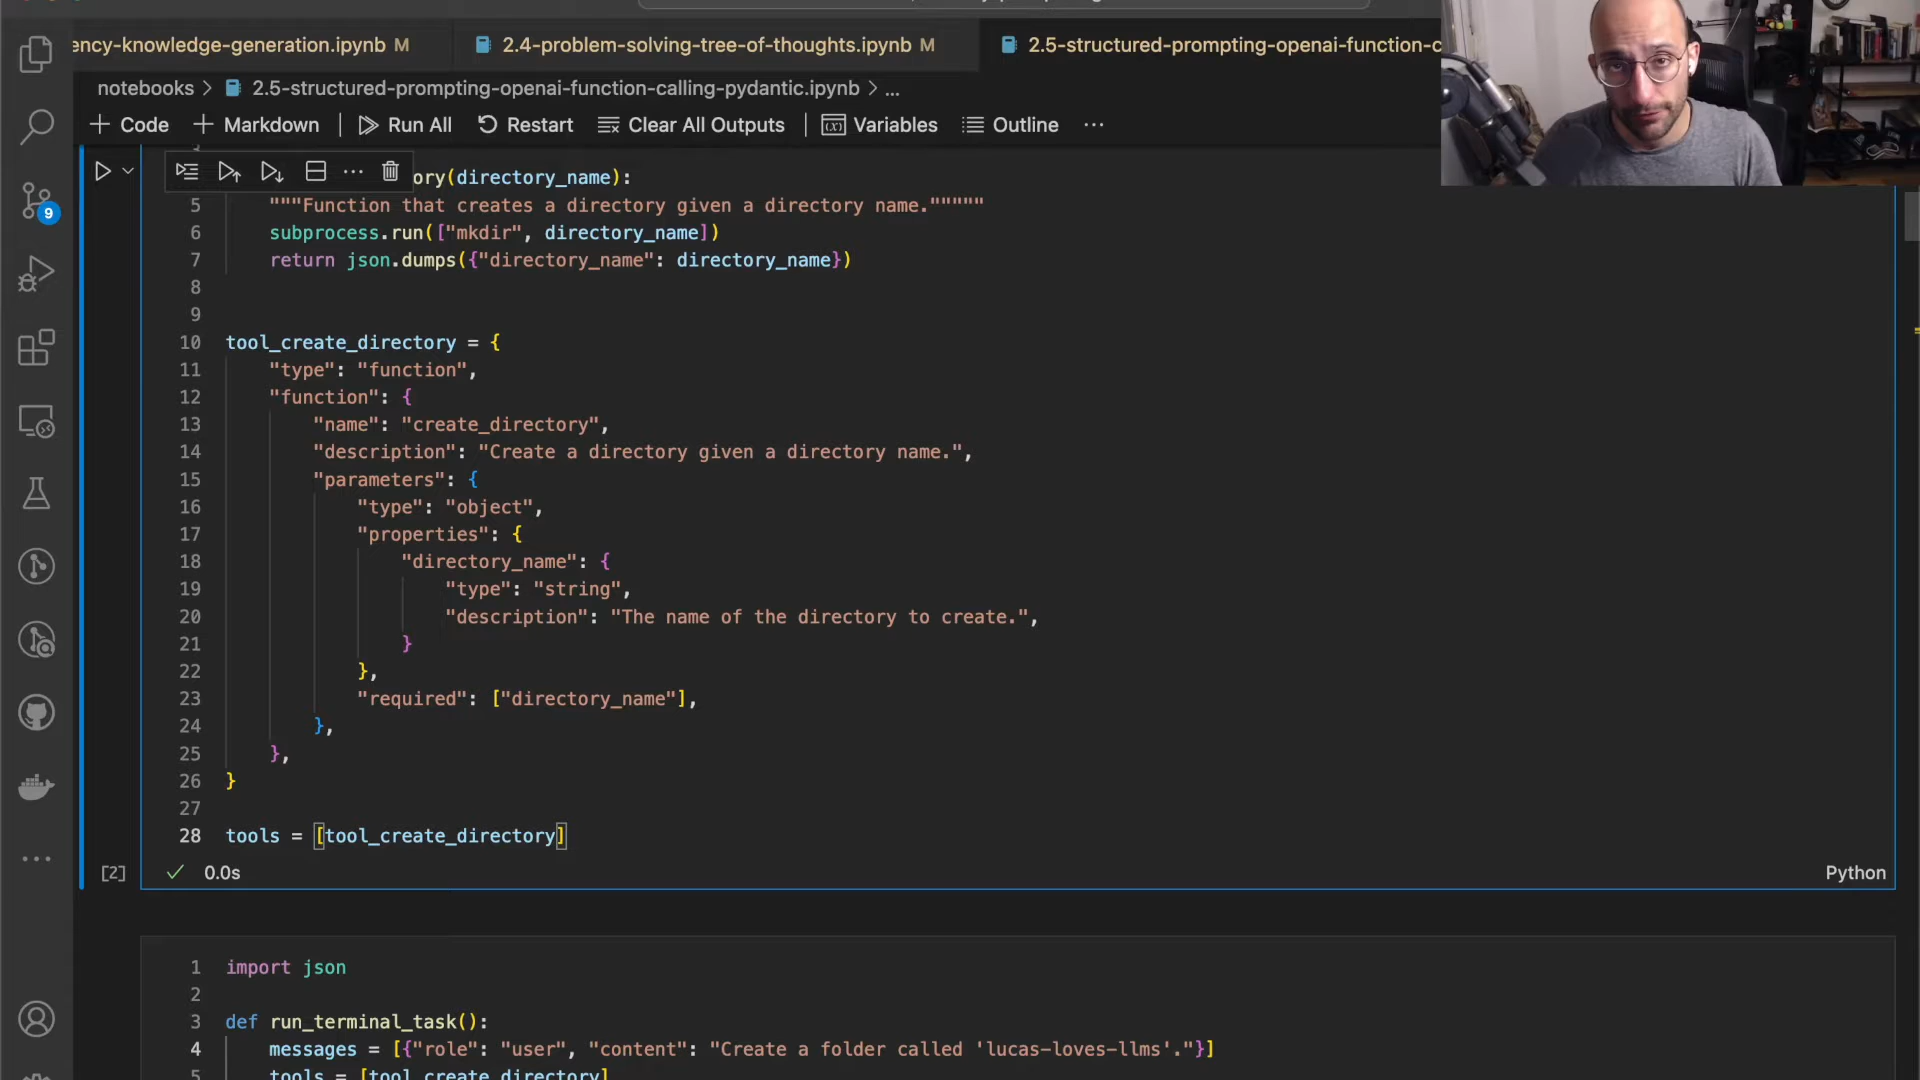 ency-knowledge-generation.ipynb M
2.4-problem-solving-tree-of-thoughts.ipynb M
2.5-structured-prompting-openai-function-c
notebooks > 2.5-structured-prompting-openai-function-calling-pydantic.ipynb > ...
+ Code + Markdown | Run All Restart Clear All Outputs | Variables Outline ...
ory(directory_name):
5 """Function that creates a directory given a directory name."""""
6 subprocess.run(["mkdir", directory_name])
7 return json.dumps({"directory_name": directory_name})
8
9
10 tool_create_directory = {
11 "type": "function",
12 "function": {
13 "name": "create_directory",
14 "description": "Create a directory given a directory name.",
15 "parameters": {
16 "type": "object",
17 "properties": {
18 "directory_name": {
19 "type": "string",
20 "description": "The name of the directory to create.",
21 }
22 },
23 "required": ["directory_name"],
24 },
25 },
26 }
27
28 tools = [tool_create_directory]
[2] ✓ 0.0s Python
9
1 import json
2
3 def run_terminal_task():
4 messages = [{"role": "user", "content": "Create a folder called 'lucas-loves-llms'."}]
5 tools = [tool_create_directory]